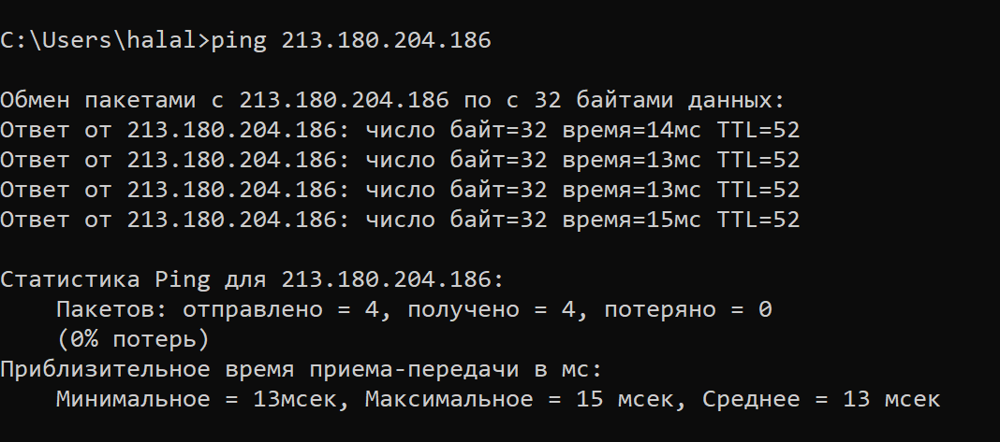 C:\Users\halal>ping 213.180.204.186
Обмен пакетами с 213.180.204.186 по с 32 байтами данных:
Ответ от 213.180.204.186: число байт=32 время=14мс TTL=52
Ответ от 213.180.204.186: число байт=32 время=13мс TTL=52
Ответ от 213.180.204.186: число байт=32 время=13мс TTL=52
Ответ от 213.180.204.186: число байт=32 время=15мс TTL=52
Статистика Ping для 213.180.204.186:
Пакетов: отправлено = 4, получено = 4, потеряно = 0
(0% потерь)
Приблизительное время приема-передачи в мс:
Минимальное = 13мсек, Максимальное = 15 мсек, Среднее = 13 мсек